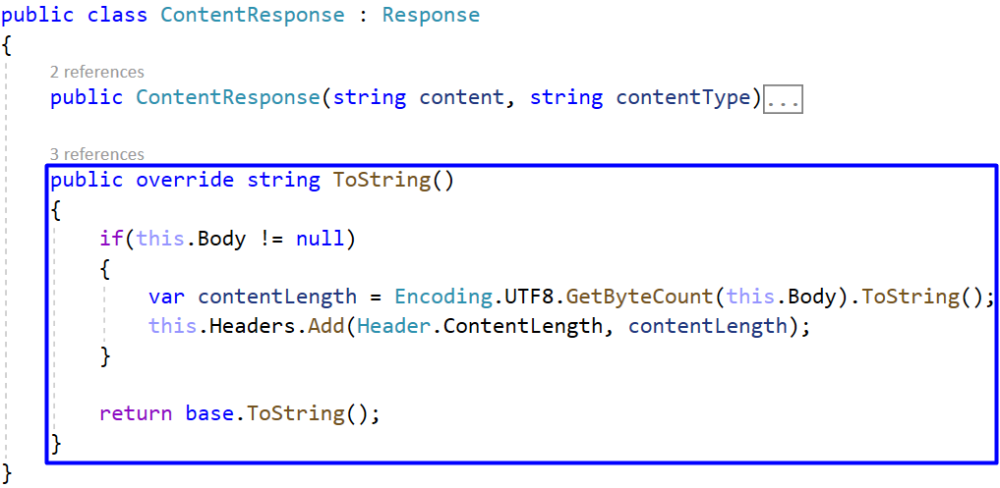 public class ContentResponse : Response
{
2 references
public ContentResponse(string content, string contentType)...
3 references
public override string ToString()
{
if(this.Body != null)
{
var contentLength = Encoding.UTF8.GetByteCount(this.Body).ToString();
this.Headers.Add(Header.ContentLength, contentLength);
}
return base.ToString();
}
}